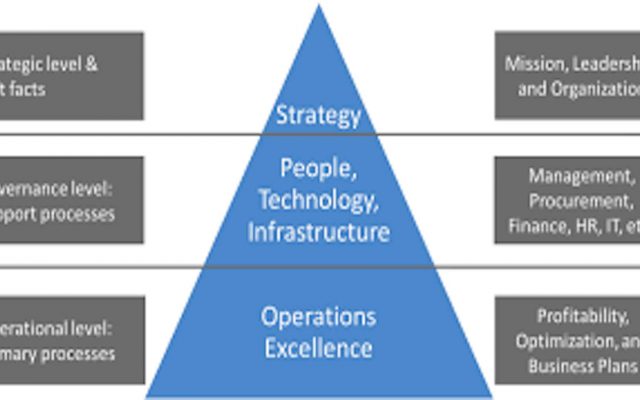 ategic level &
t facts
Strategy
Mission, Leadersh
and Organization
vernance level:
pport processes
People,
Technology,
Infrastructure
Management,
Procurement,
Finance, HR, IT, et
erational level:
mary processes
Operations
Excellence
Profitability,
Optimization, an
Business Plans